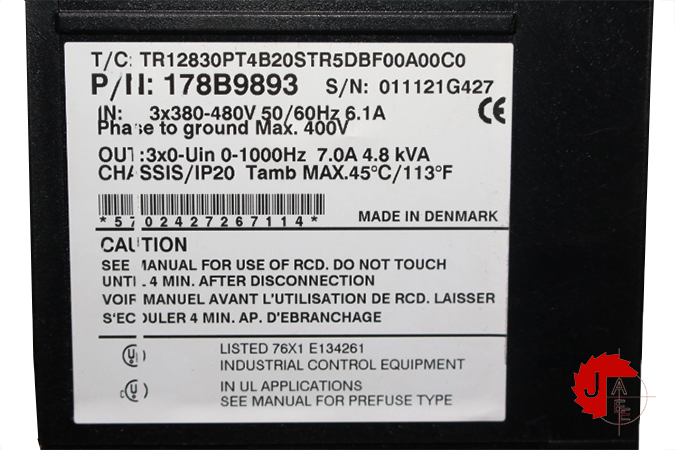 T/C: TR12830PT4B20STR5DBF00A00C0
P/N: 178B9893 S/N: 011121G427
IN: 3x380-480V 50/60Hz 6.1A
Phase to ground Max. 400V
CE
OUT:3x0-Uin 0-1000Hz 7.0A 4.8 kVA
CHASSIS/IP20 Tamb MAX.45°C/113°F
*5702427267114* MADE IN DENMARK
CAUTION
SEE MANUAL FOR USE OF RCD. DO NOT TOUCH
UNTIL 4 MIN. AFTER DISCONNECTION
VOIR MANUEL AVANT L'UTILISATION DE RCD. LAISSER
S'ECOULER 4 MIN. AP. D'EBRANCHAGE
LISTED 76X1 E134261
INDUSTRIAL CONTROL EQUIPMENT
IN UL APPLICATIONS
SEE MANUAL FOR PREFUSE TYPE
J